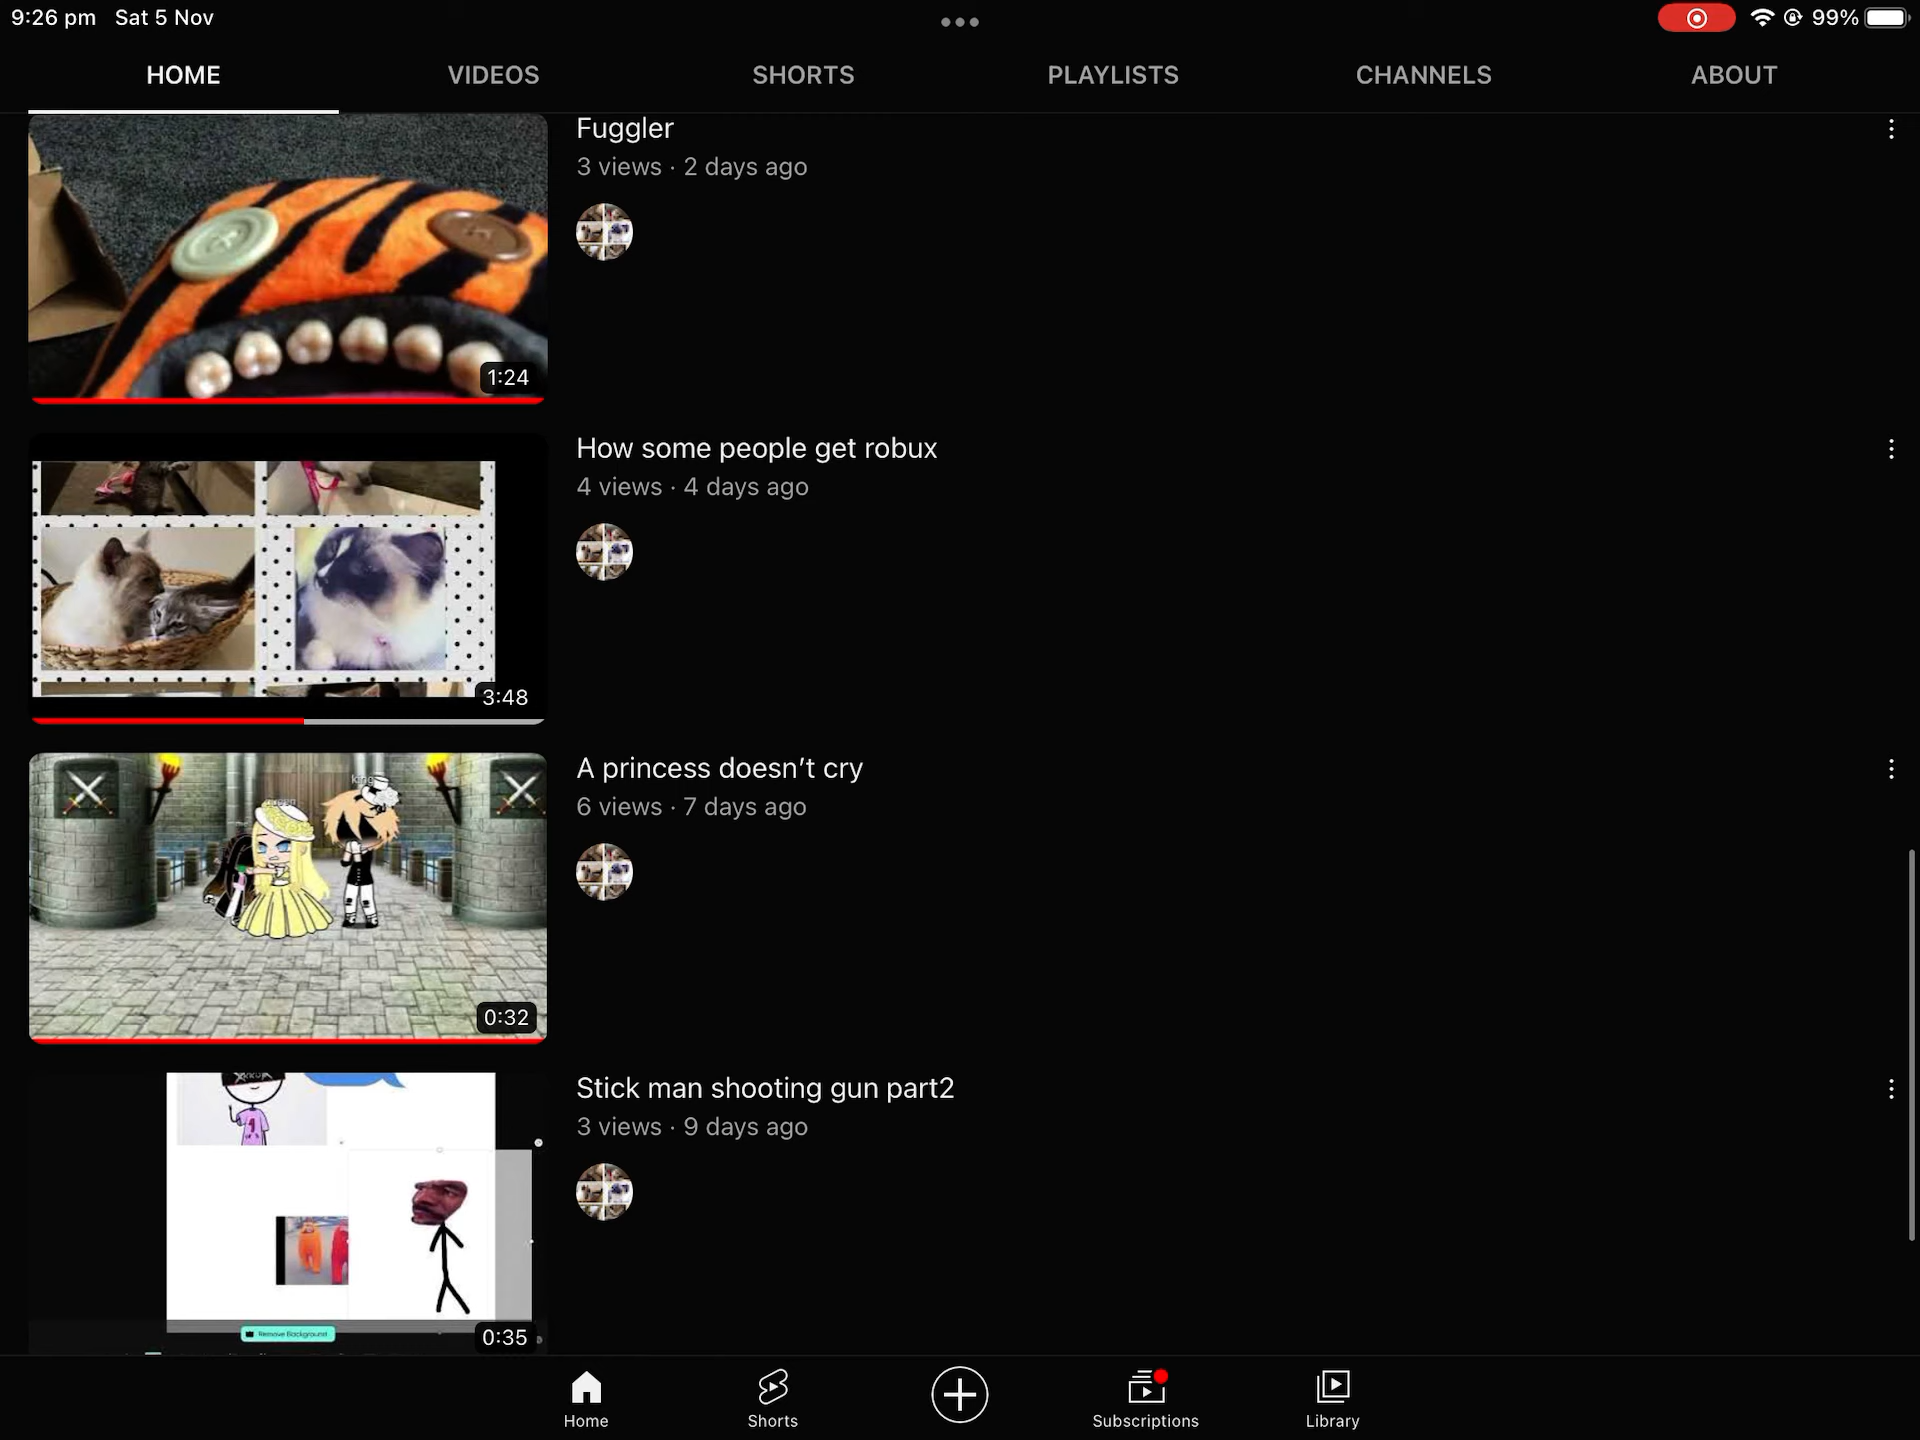 9:26 pm Sat 5 Nov
99%
HOME VIDEOS SHORTS PLAYLISTS CHANNELS ABOUT
Fuggler
3 views · 2 days ago
1:24
How some people get robux
4 views · 4 days ago
3:48
A princess doesn’t cry
6 views · 7 days ago
king
0:32
Stick man shooting gun part2
3 views · 9 days ago
Remove Background
0:35
Home Shorts Subscriptions Library